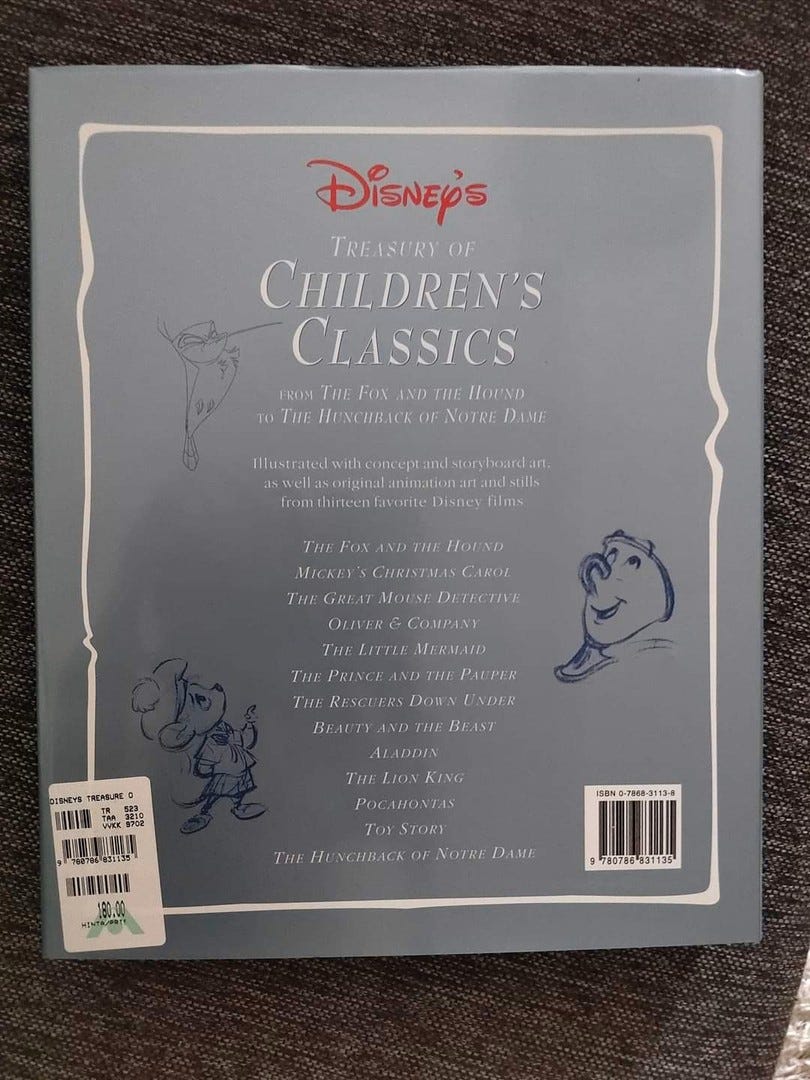 Disney's
Treasury of
Children's
Classics
from The Fox and the Hound
to The Hunchback of Notre Dame
Illustrated with concept and storyboard art,
as well as original animation art and stills
from thirteen favorite Disney films
The Fox and the Hound
Mickey's Christmas Carol
The Great Mouse Detective
Oliver & Company
The Little Mermaid
The Prince and the Pauper
The Rescuers Down Under
Beauty and the Beast
Aladdin
The Lion King
Pocahontas
Toy Story
The Hunchback of Notre Dame
DISNEYS TREASURE O
TR 523
TAA 3210
VVKK 8702
9 780786 831135
180.00
HINTA/PRIS
ISBN 0-7868-3113-8
9 780786 831135